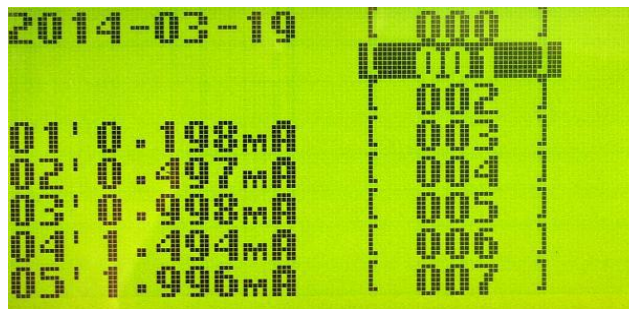 2014-03-19
01' 0.198mA
02' 0.497mA
03' 0.998mA
04' 1.494mA
05' 1.996mA
[ 000 ]
[ 001 ]
[ 002 ]
[ 003 ]
[ 004 ]
[ 005 ]
[ 006 ]
[ 007 ]